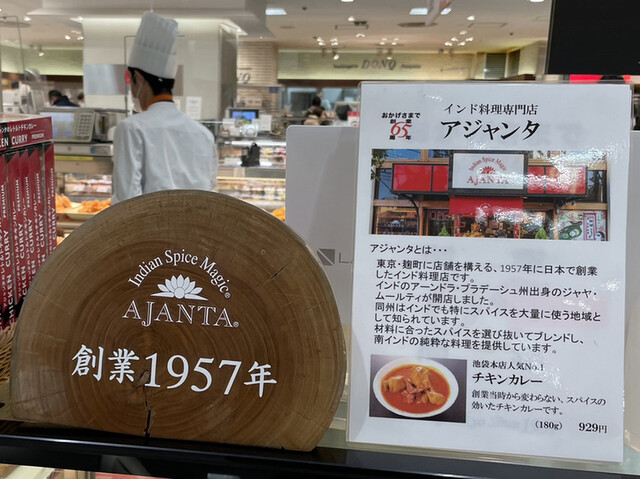 DONQ
CURRY PREMIUM
Indian Spice Magic®
AJANTA®
創業1957年
インド料理専門店
アジャンタ
おかげさまで
創業65周年
Indian Spice Magic
AJANTA
アジャンタとは・・・
東京・麹町に店舗を構える、1957年に日本で創業
したインド料理店です。
インドのアーンドラ・プラデーシュ州出身のジャヤ・
ムールティが開店しました。
同州はインドでも特にスパイスを大量に使う地域と
して知られています。
材料に合ったスパイスを選び抜いてブレンドし、
南インドの純粋な料理を提供しています。
池袋本店人気No.1
チキンカレー
創業当時から変わらない、スパイスの
効いたチキンカレーです。
(180g) 929円